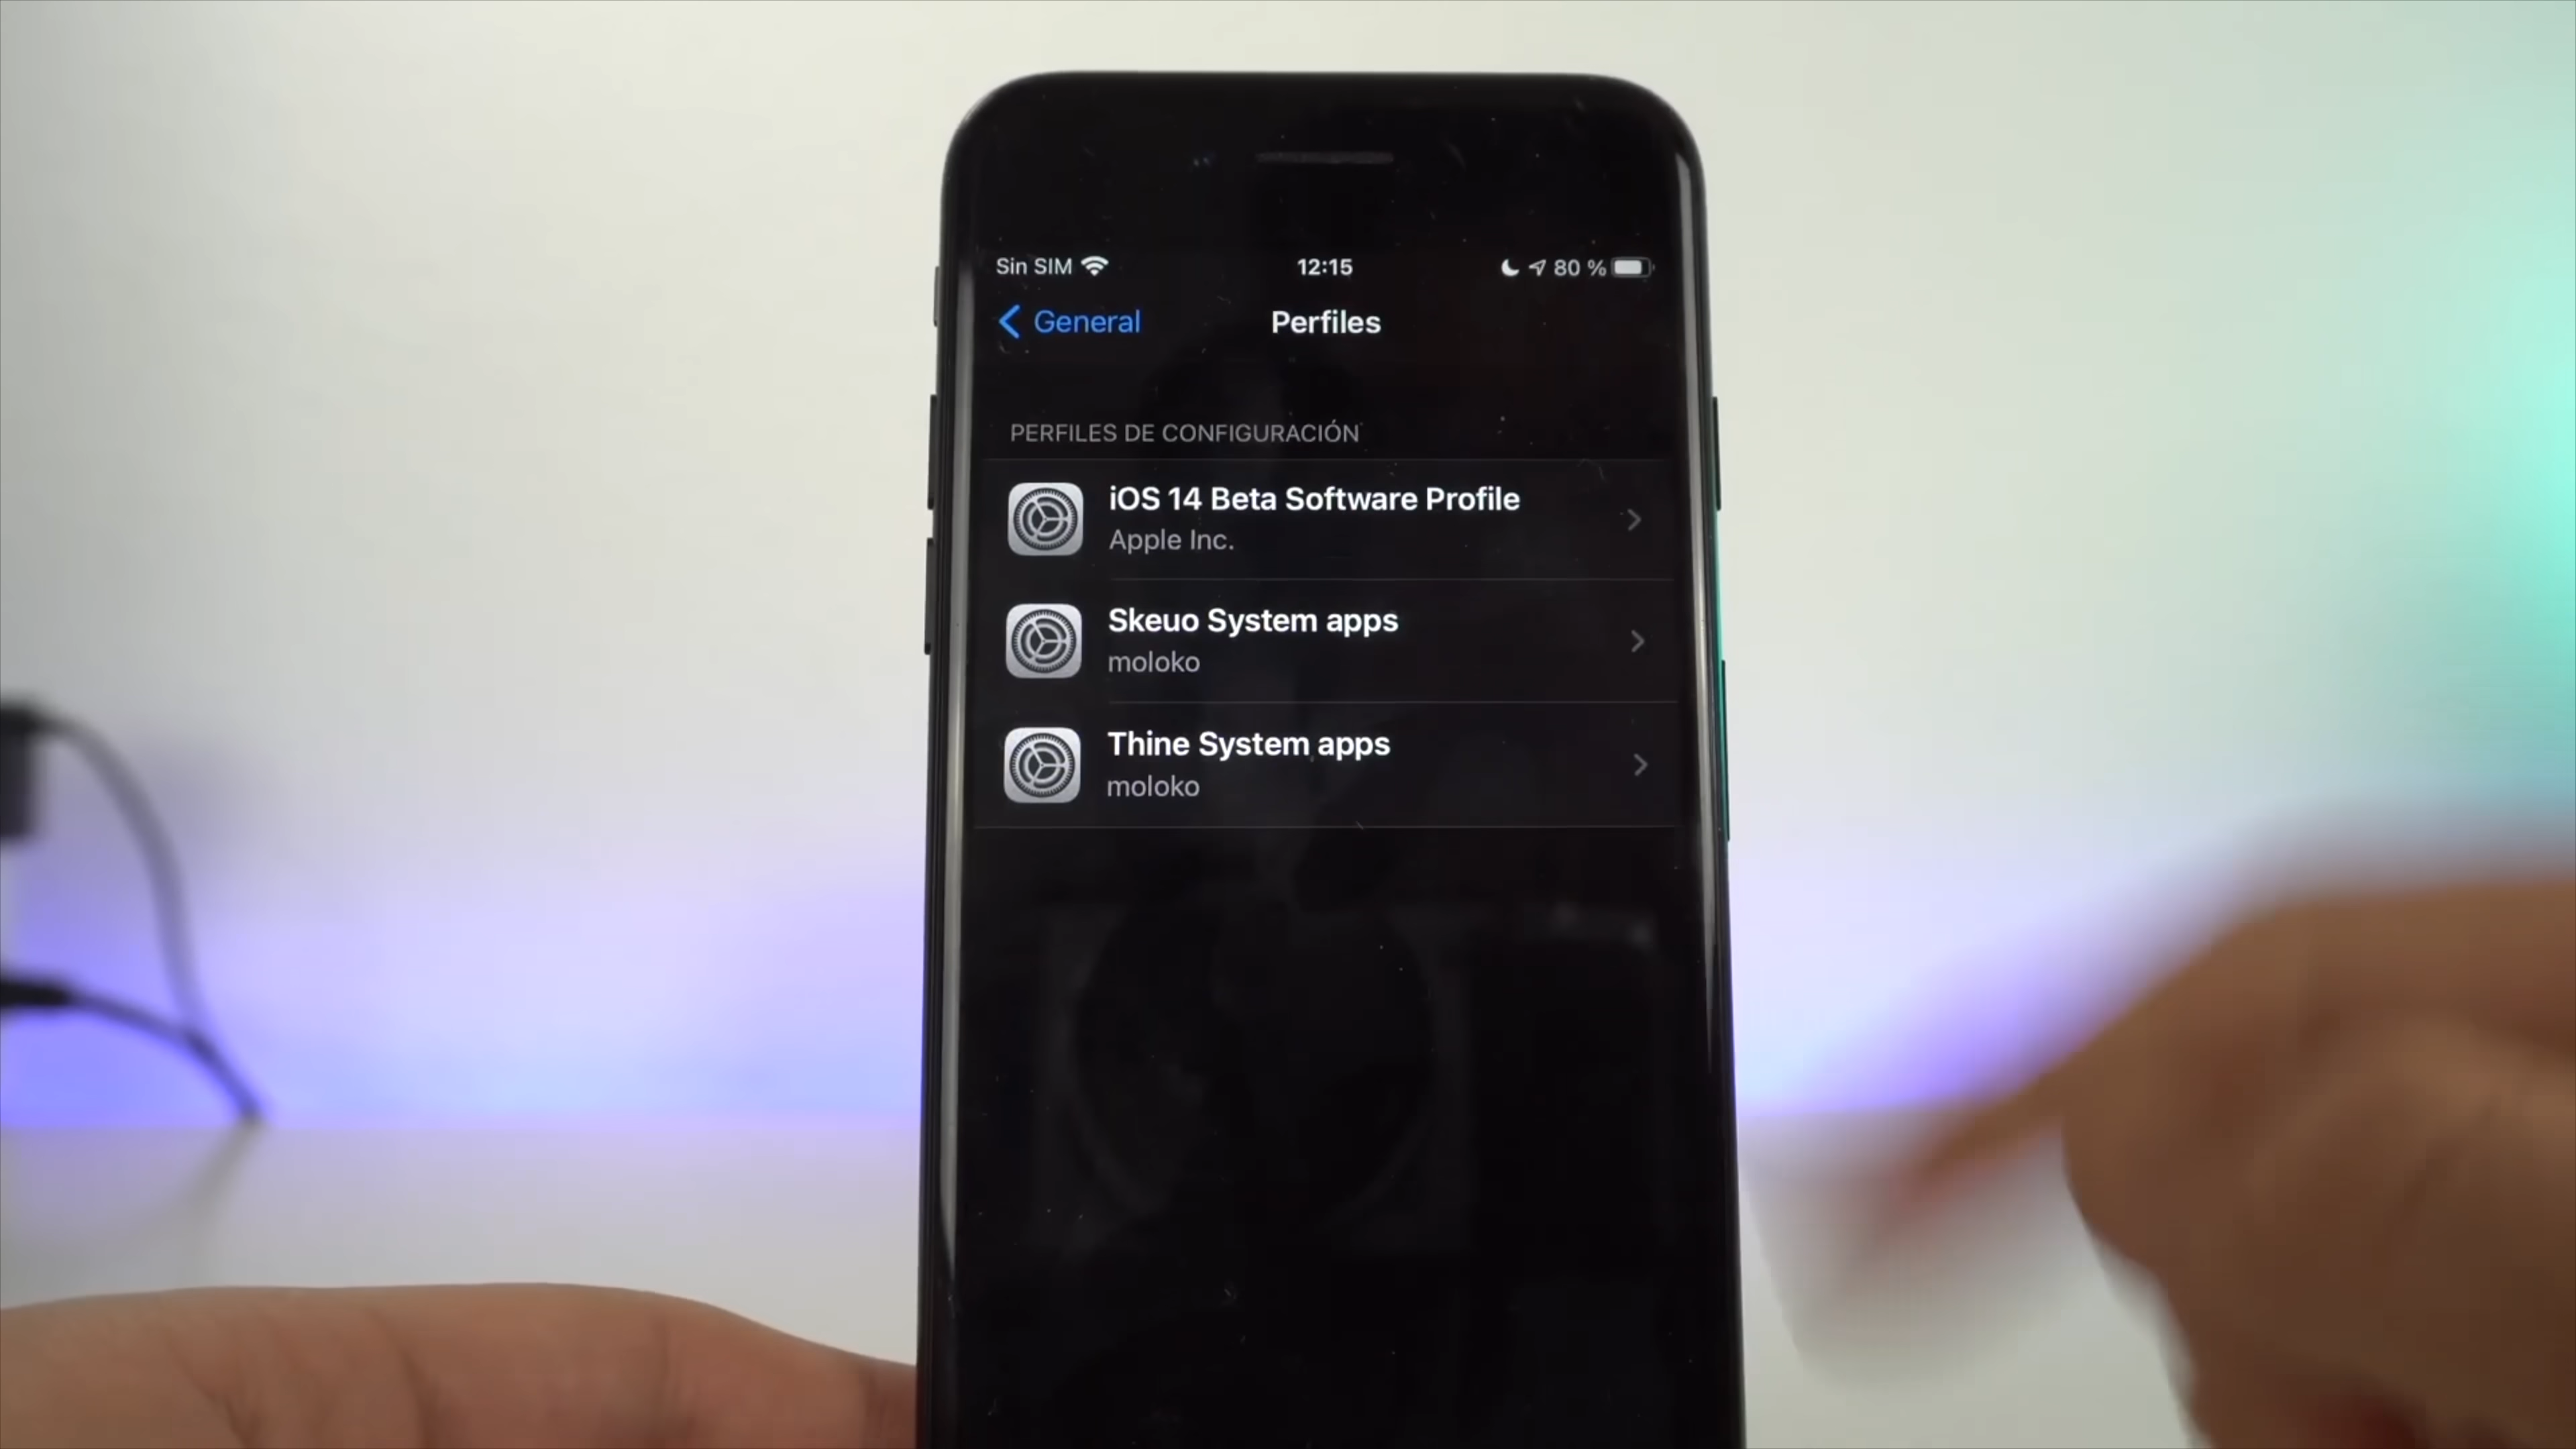 Sin SIM 12:15 80 %
General Perfiles
PERFILES DE CONFIGURACIÓN
iOS 14 Beta Software Profile
Apple Inc.
Skeuo System apps
moloko
Thine System apps
moloko